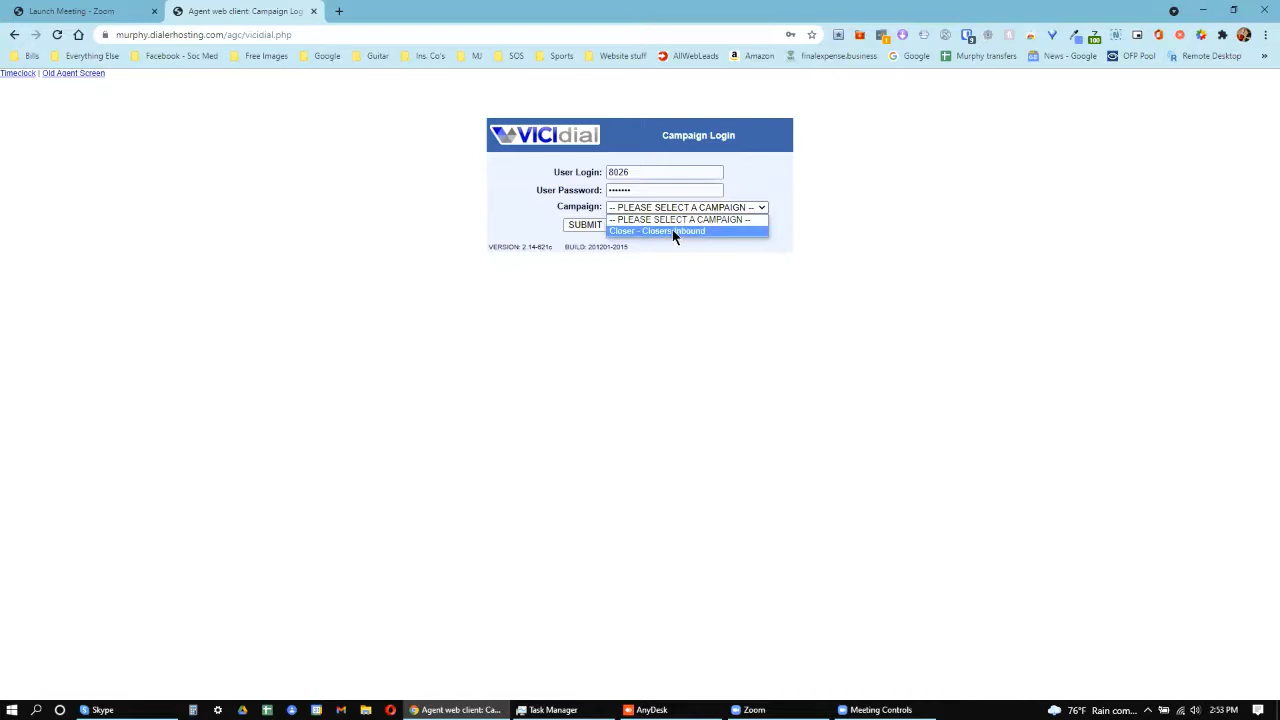 Launch Meeting - Zoom
Agent web client: Campaign Log
murphy.dialerhosting.com/agc/vicidial.php
Bills Everything Else Facebook - Soc Med Free Images Google Guitar Ins. Co's MJ SOS Sports Website stuff AllWebLeads Amazon finalexpense.business Google Murphy transfers News - Google OFP Pool Remote Desktop »
Timeclock | Old Agent Screen
VICIdial Campaign Login
User Login: 8026
User Password: •••••••
Campaign: -- PLEASE SELECT A CAMPAIGN --
-- PLEASE SELECT A CAMPAIGN --
Closer - Closers Inbound
SUBMIT
VERSION: 2.14-621c BUILD: 201201-2015
Skype Agent web client: Ca... Task Manager AnyDesk Zoom Meeting Controls 76°F Rain com... 2:53 PM